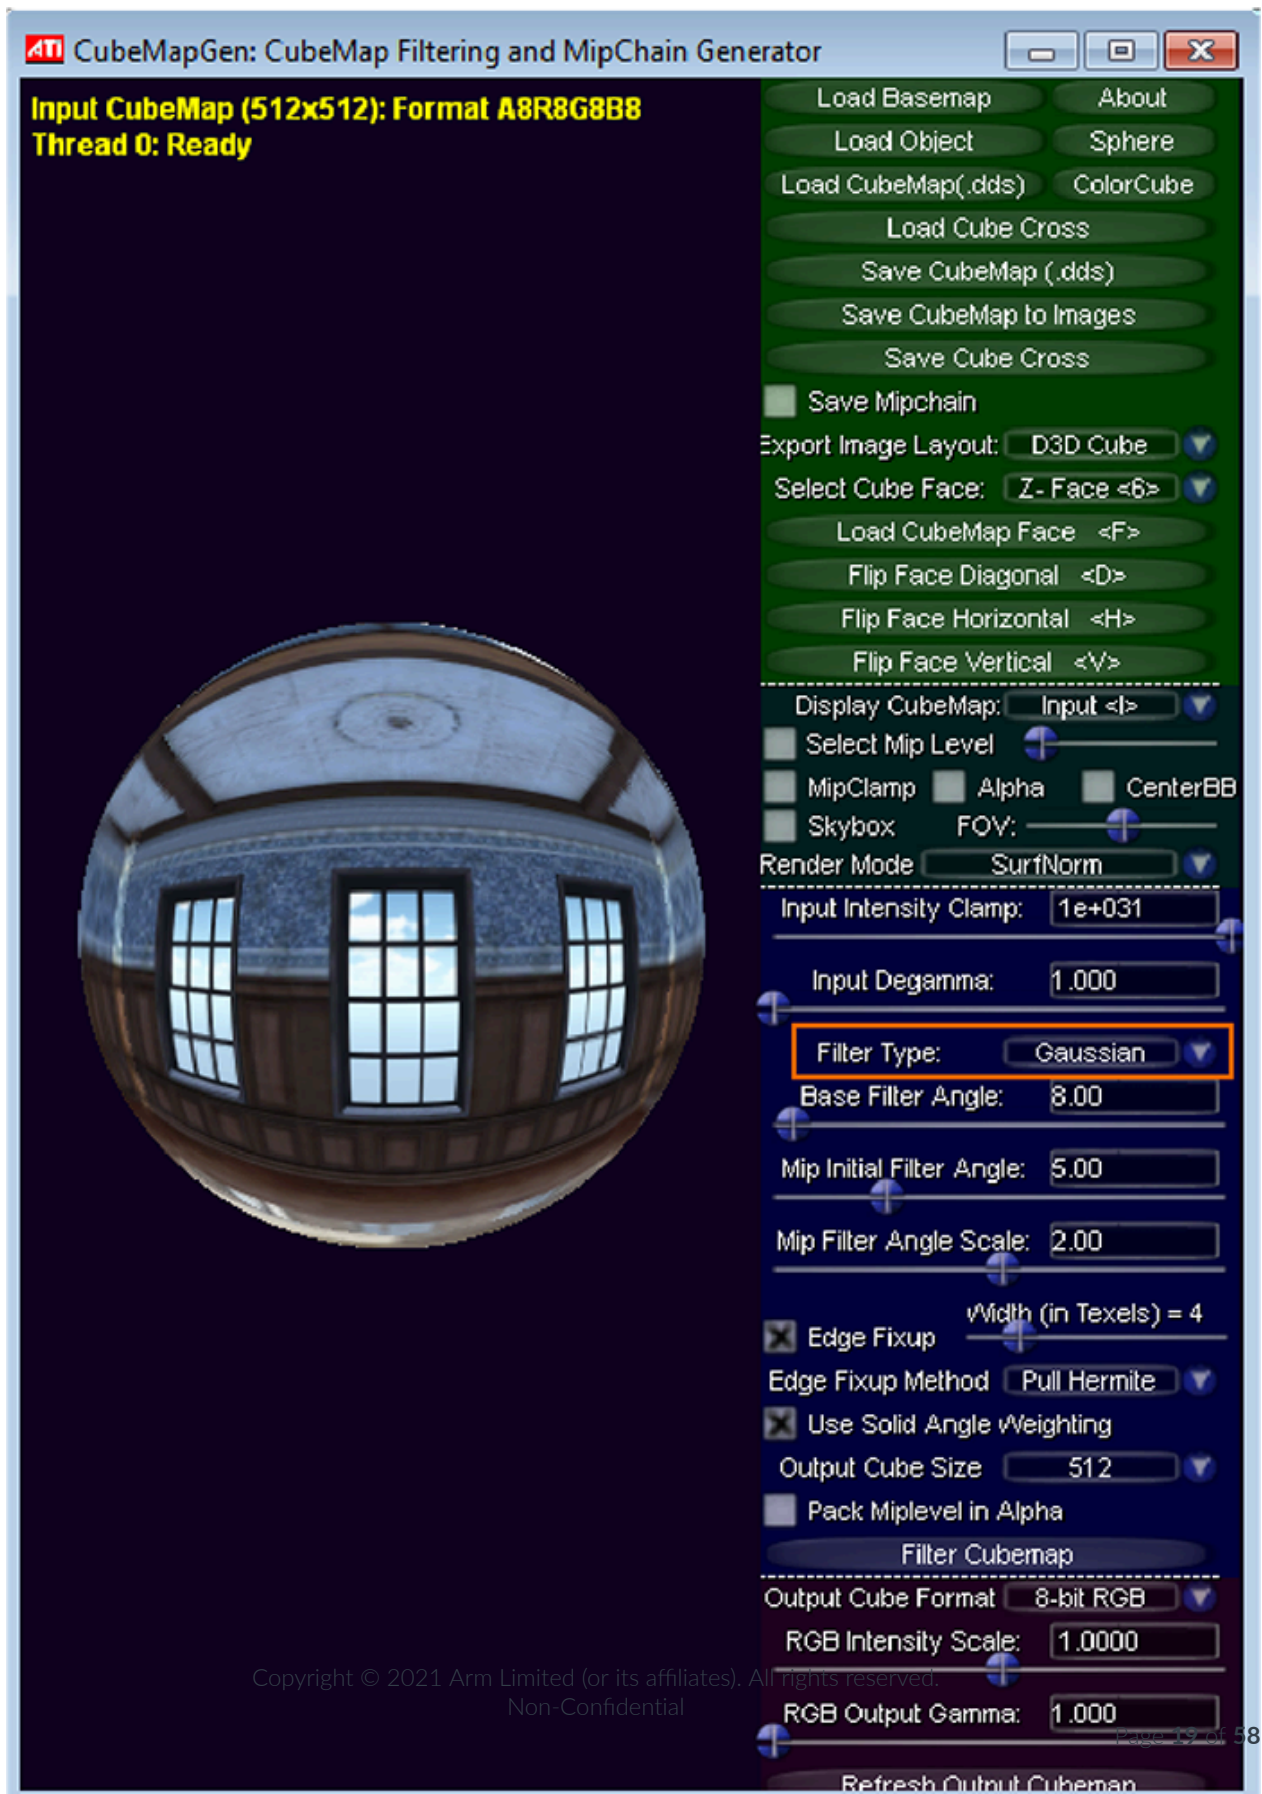 ATI CubeMapGen: CubeMap Filtering and MipChain Generator
Input CubeMap (512x512): Format A8R8G8B8
Thread 0: Ready
Load Basemap About
Load Object Sphere
Load CubeMap(.dds) ColorCube
Load Cube Cross
Save CubeMap (.dds)
Save CubeMap to Images
Save Cube Cross
Save Mipchain
Export Image Layout: D3D Cube
Select Cube Face: Z- Face <6>
Load CubeMap Face <F>
Flip Face Diagonal <D>
Flip Face Horizontal <H>
Flip Face Vertical <V>
Display CubeMap: Input <I>
Select Mip Level
MipClamp Alpha CenterBB
Skybox FOV:
Render Mode SurfNorm
Input Intensity Clamp: 1e+031
Input Degamma: 1.000
Filter Type: Gaussian
Base Filter Angle: 8.00
Mip Initial Filter Angle: 5.00
Mip Filter Angle Scale: 2.00
Width (in Texels) = 4
Edge Fixup
Edge Fixup Method Pull Hermite
Use Solid Angle Weighting
Output Cube Size 512
Pack Miplevel in Alpha
Filter Cubemap
Output Cube Format 8-bit RGB
RGB Intensity Scale: 1.0000
Copyright © 2021 Arm Limited (or its affiliates). All rights reserved.
Non-Confidential
RGB Output Gamma: 1.000
Page 19 of 58
Refresh Output Cubemap